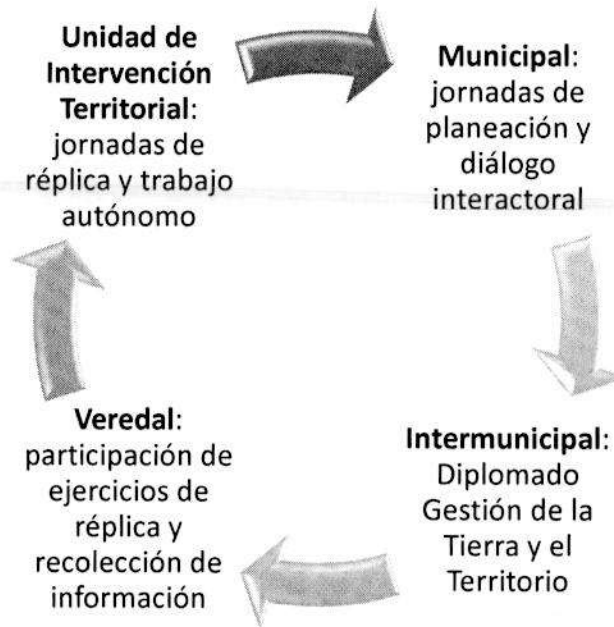 Unidad de
Intervención
Territorial:
jornadas de
réplica y trabajo
autónomo
Municipal:
jornadas de
planeación y
diálogo
interactoral
Intermunicipal:
Diplomado
Gestión de la
Tierra y el
Territorio
Veredal:
participación de
ejercicios de
réplica y
recolección de
información